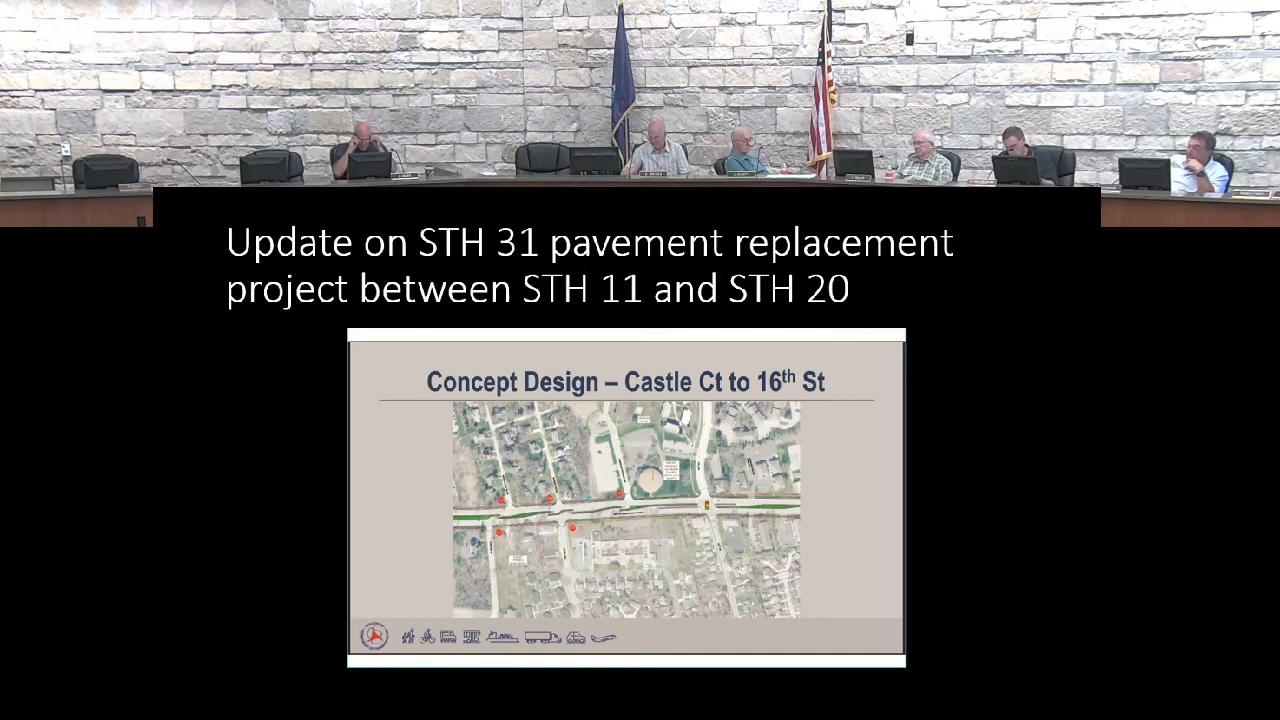 Update on STH 31 pavement replacement
project between STH 11 and STH 20
Concept Design – Castle Ct to 16th St